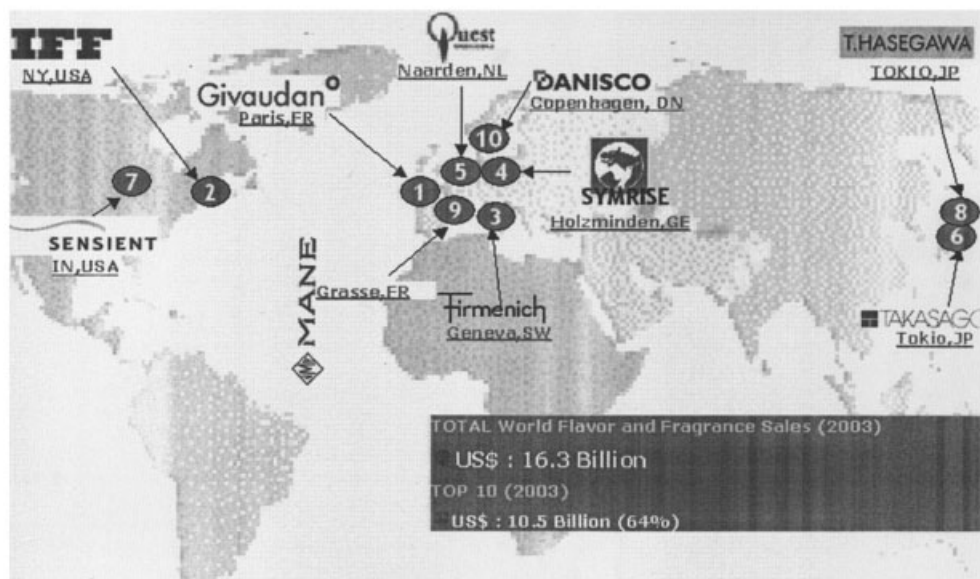 IFF
NY,USA
Quest
Naarden,NL
T.HASEGAWA
TOKIO,JP
Givaudan
Paris,FR
DANISCO
Copenhagen, DN
10
7
2
1
5
4
9
3
8
6
SYMRISE
Holzminden,GE
SENSIENT
IN,USA
MANE
Grasse,FR
Firmenich
Geneva,SW
TAKASAGO
Tokio,JP
TOTAL World Flavor and Fragrance Sales (2003)
US$ : 16.3 Billion
TOP 10 (2003)
US$ : 10.5 Billion (64%)